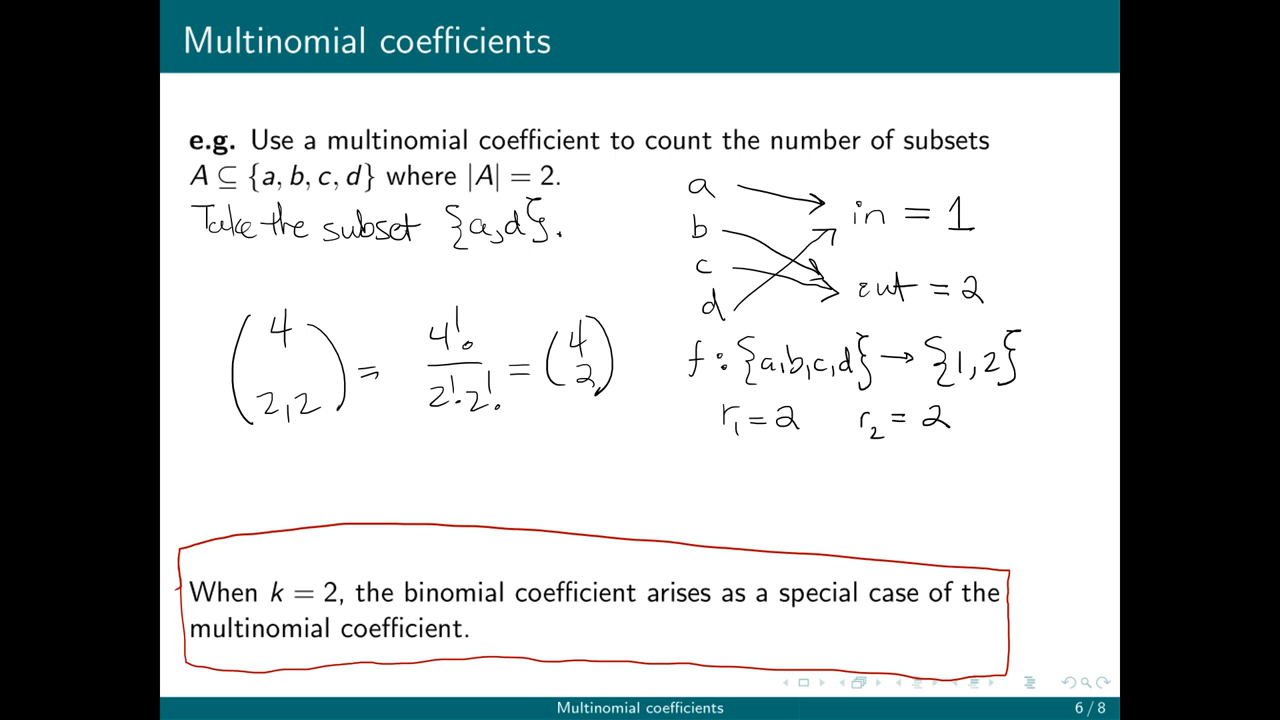 Multinomial coefficients
e.g. Use a multinomial coefficient to count the number of subsets
A ⊆ {a, b, c, d} where |A| = 2.
Take the subset {a,d}.
a
b
c
d
in = 1
out = 2
f : {a,b,c,d} → {1,2}
r₁ = 2 r₂ = 2
(4 / 2,2) = 4!/(2!2!) = (4 / 2)
When k = 2, the binomial coefficient arises as a special case of the
multinomial coefficient.
Multinomial coefficients 6 / 8